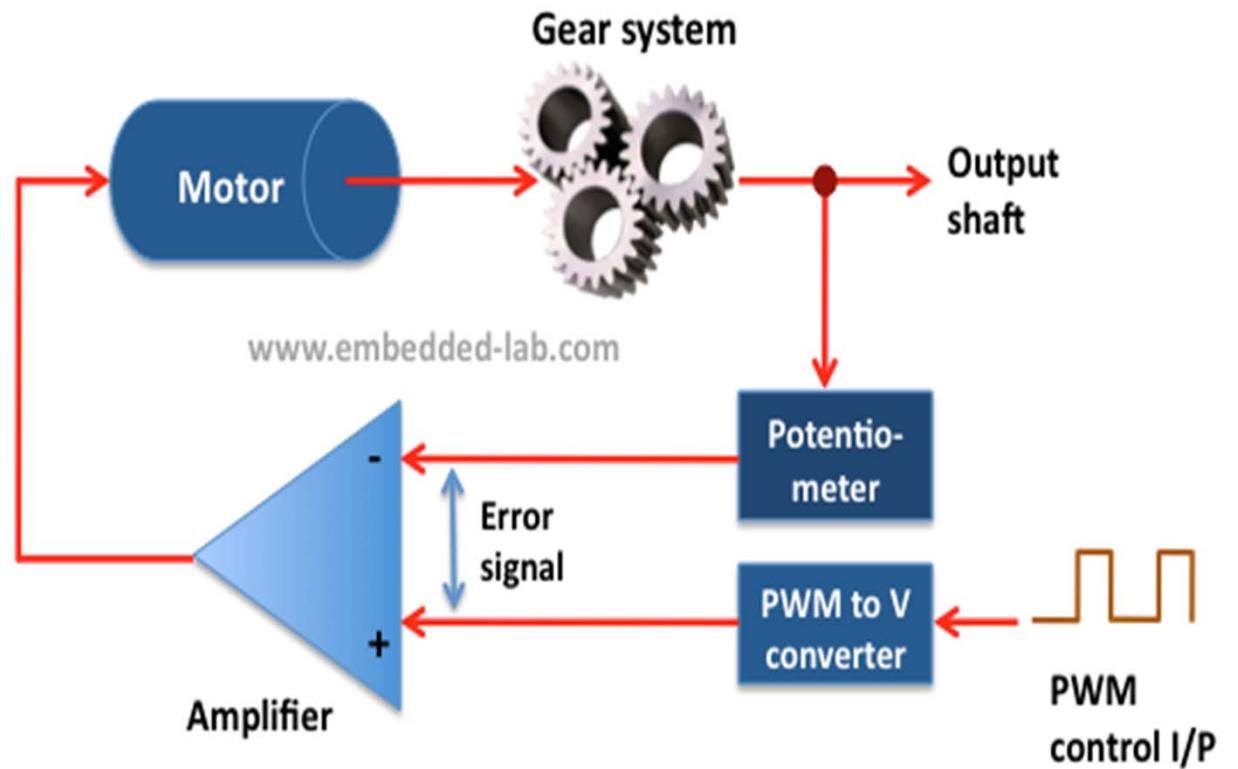 Gear system
Motor
Output
shaft
www.embedded-lab.com
Potentio-
meter
-
Error
signal
PWM to V
converter
+
Amplifier
PWM
control I/P